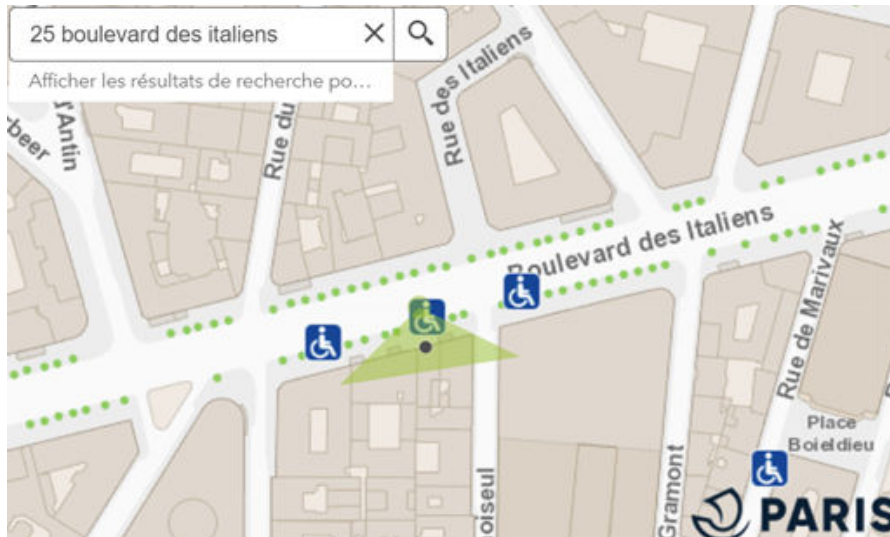 25 boulevard des italiens
Afficher les résultats de recherche po...
beer
d'Antin
Rue du
Rue des Italiens
Boulevard des Italiens
Rue de Marivaux
Place
Boieldieu
oiseul
Gramont
PARIS